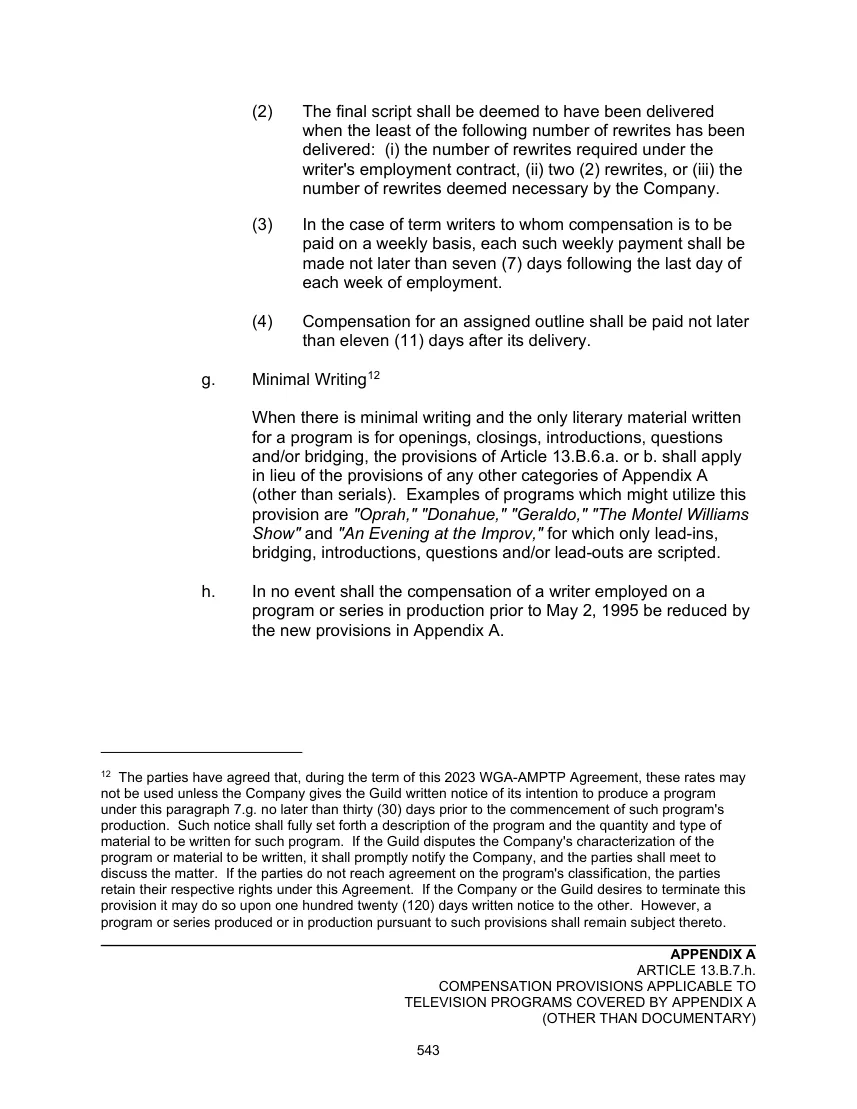 (2) The final script shall be deemed to have been delivered
when the least of the following number of rewrites has been
delivered:  (i) the number of rewrites required under the
writer's employment contract, (ii) two (2) rewrites, or (iii) the
number of rewrites deemed necessary by the Company.
(3) In the case of term writers to whom compensation is to be
paid on a weekly basis, each such weekly payment shall be
made not later than seven (7) days following the last day of
each week of employment.
(4) Compensation for an assigned outline shall be paid not later
than eleven (11) days after its delivery.
g. Minimal Writing12
When there is minimal writing and the only literary material written
for a program is for openings, closings, introductions, questions
and/or bridging, the provisions of Article 13.B.6.a. or b. shall apply
in lieu of the provisions of any other categories of Appendix A
(other than serials).  Examples of programs which might utilize this
provision are "Oprah," "Donahue," "Geraldo," "The Montel Williams
Show" and "An Evening at the Improv," for which only lead-ins,
bridging, introductions, questions and/or lead-outs are scripted.
h. In no event shall the compensation of a writer employed on a
program or series in production prior to May 2, 1995 be reduced by
the new provisions in Appendix A.
12  The parties have agreed that, during the term of this 2023 WGA-AMPTP Agreement, these rates may
not be used unless the Company gives the Guild written notice of its intention to produce a program
under this paragraph 7.g. no later than thirty (30) days prior to the commencement of such program's
production.  Such notice shall fully set forth a description of the program and the quantity and type of
material to be written for such program.  If the Guild disputes the Company's characterization of the
program or material to be written, it shall promptly notify the Company, and the parties shall meet to
discuss the matter.  If the parties do not reach agreement on the program's classification, the parties
retain their respective rights under this Agreement.  If the Company or the Guild desires to terminate this
provision it may do so upon one hundred twenty (120) days written notice to the other.  However, a
program or series produced or in production pursuant to such provisions shall remain subject thereto.
APPENDIX A
ARTICLE 13.B.7.h.
COMPENSATION PROVISIONS APPLICABLE TO
TELEVISION PROGRAMS COVERED BY APPENDIX A
(OTHER THAN DOCUMENTARY)
543